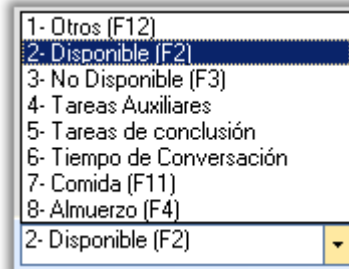 1- Otros (F12)
2- Disponible (F2)
3- No Disponible (F3)
4- Tareas Auxiliares
5- Tareas de conclusión
6- Tiempo de Conversación
7- Comida (F11)
8- Almuerzo (F4)
2- Disponible (F2)